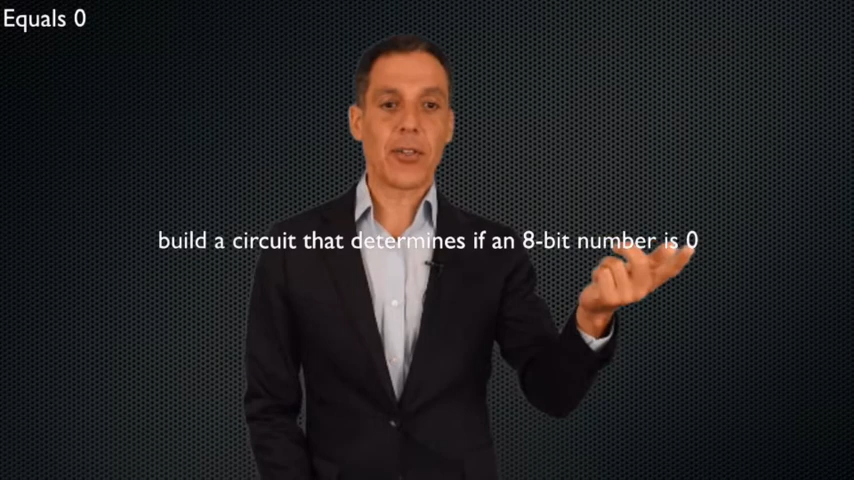 Equals 0
build a circuit that determines if an 8-bit number is 0